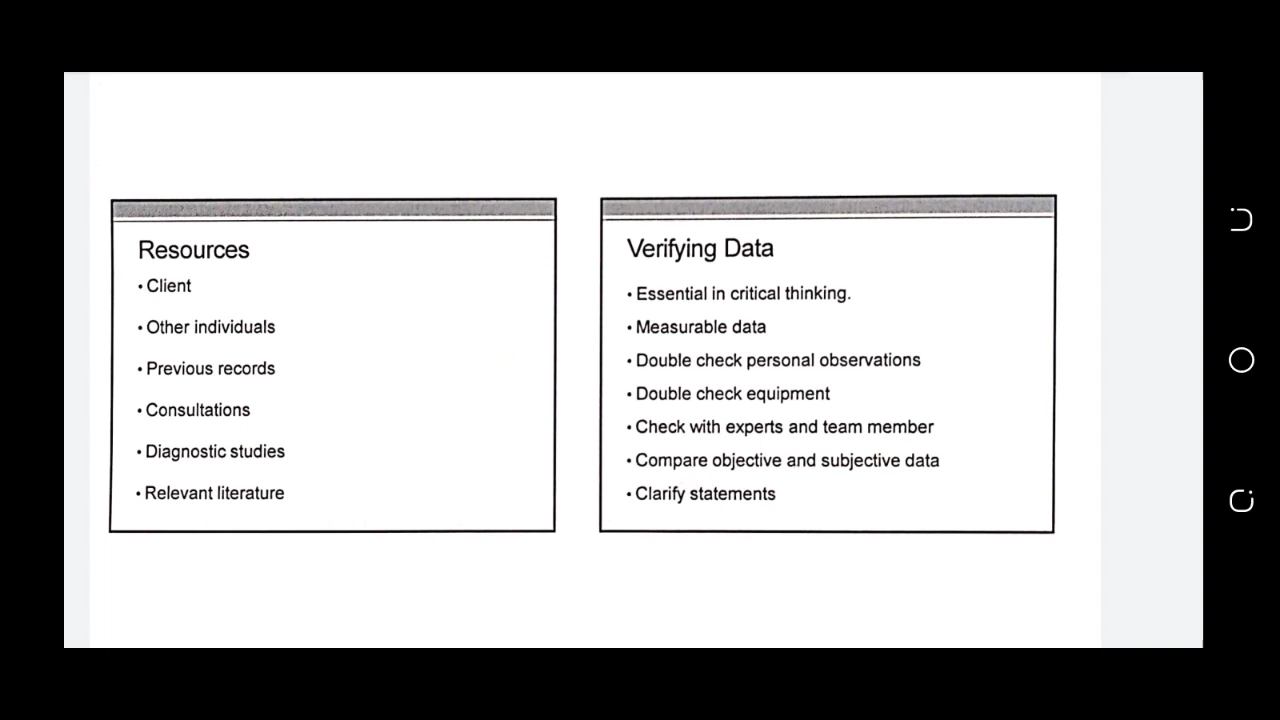 Resources
• Client
• Other individuals
• Previous records
• Consultations
• Diagnostic studies
• Relevant literature
Verifying Data
• Essential in critical thinking.
• Measurable data
• Double check personal observations
• Double check equipment
• Check with experts and team member
• Compare objective and subjective data
• Clarify statements